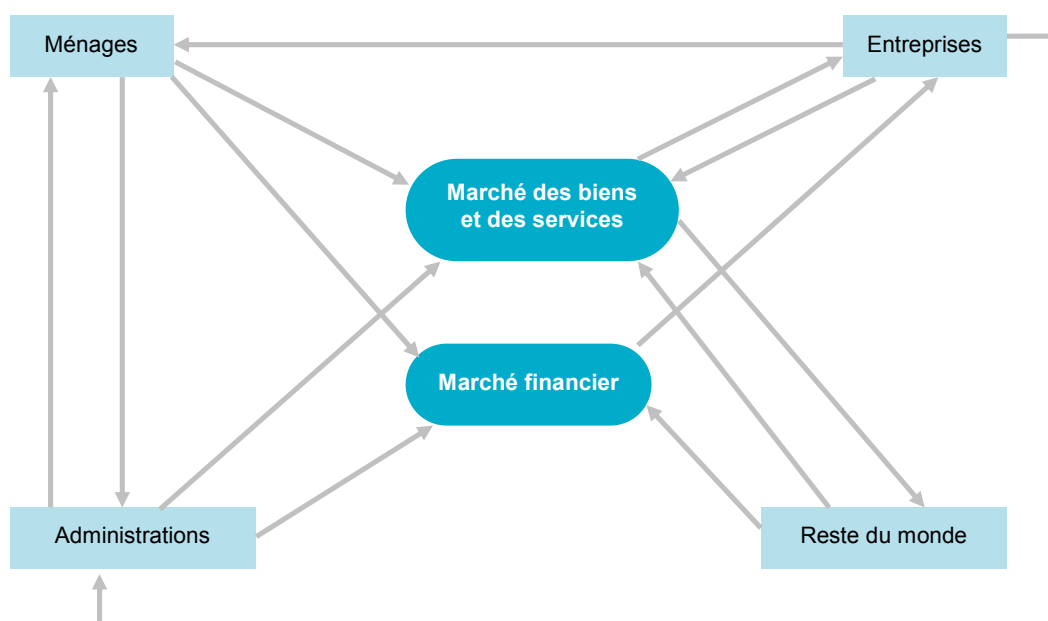 Ménages
Entreprises
Marché des biens
et des services
Marché financier
Administrations
Reste du monde